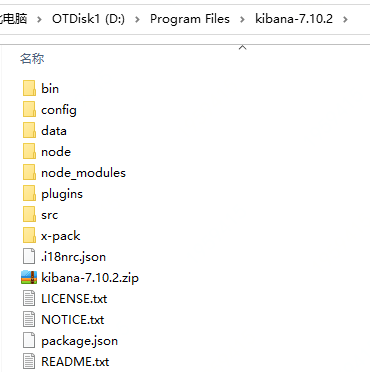 比电脑 > OTDisk1 (D:) > Program Files > kibana-7.10.2 >
名称
bin
config
data
node
node_modules
plugins
src
x-pack
.i18nrc.json
kibana-7.10.2.zip
LICENSE.txt
NOTICE.txt
package.json
README.txt